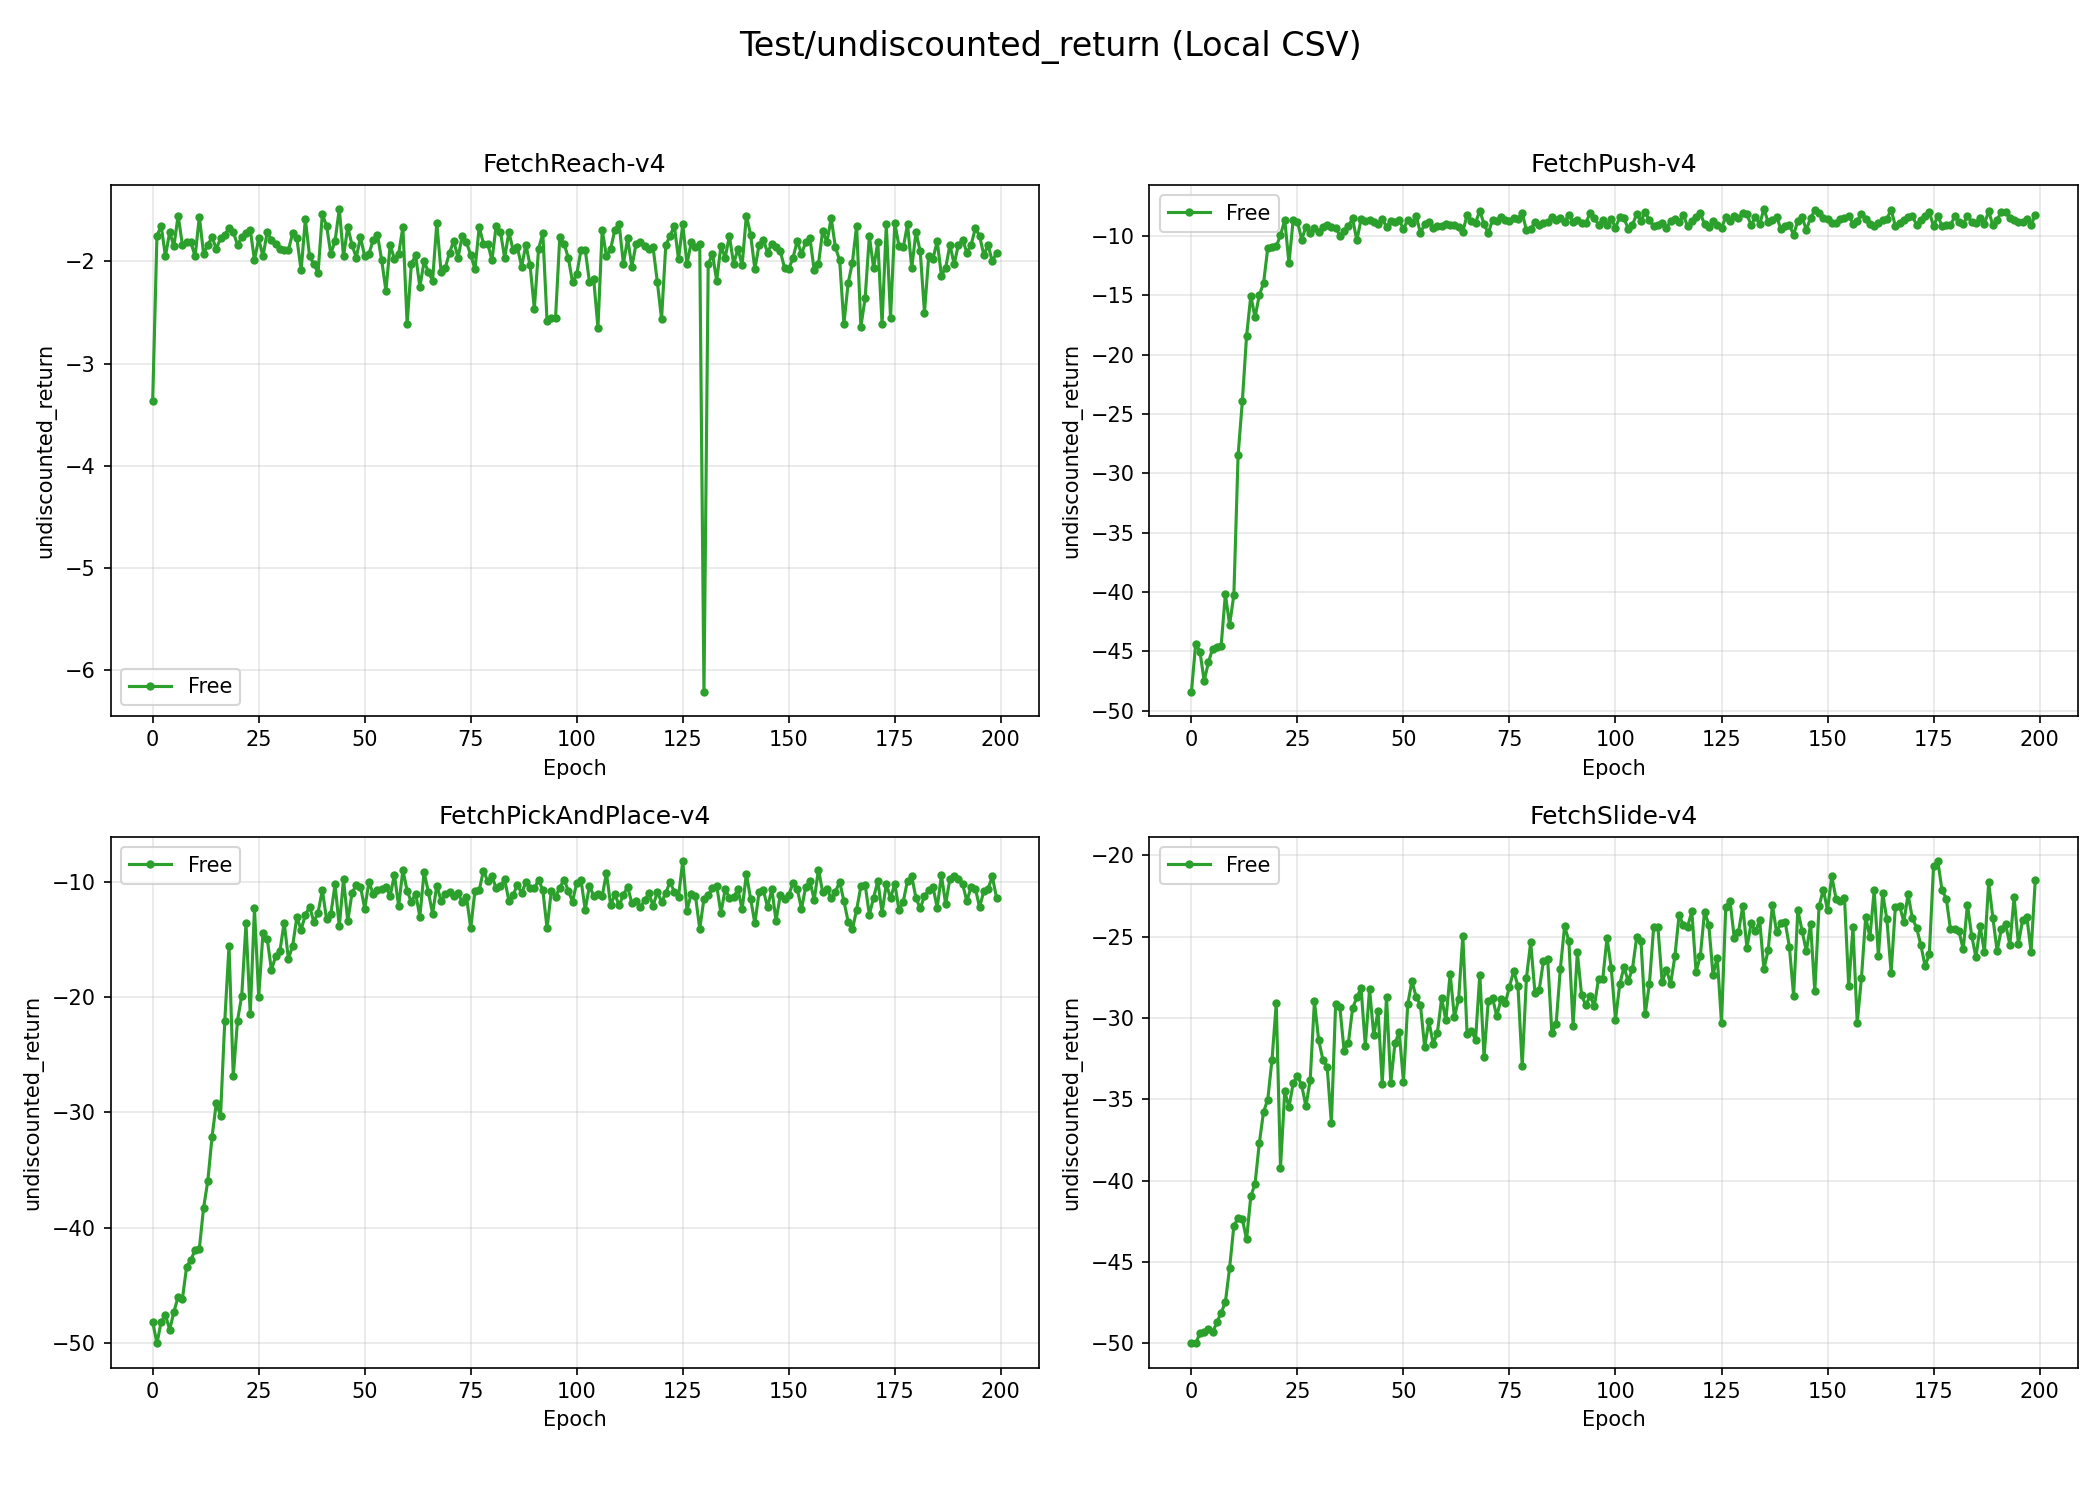 Test/undiscounted_return (Local CSV)
FetchReach-v4
undiscounted_return
−2
−3
−4
−5
−6
Free
0 25 50 75 100 125 150 175 200
Epoch
FetchPush-v4
undiscounted_return
Free
−10
−15
−20
−25
−30
−35
−40
−45
−50
0 25 50 75 100 125 150 175 200
Epoch
FetchPickAndPlace-v4
undiscounted_return
Free
−10
−20
−30
−40
−50
0 25 50 75 100 125 150 175 200
Epoch
FetchSlide-v4
undiscounted_return
−20
Free
−25
−30
−35
−40
−45
−50
0 25 50 75 100 125 150 175 200
Epoch